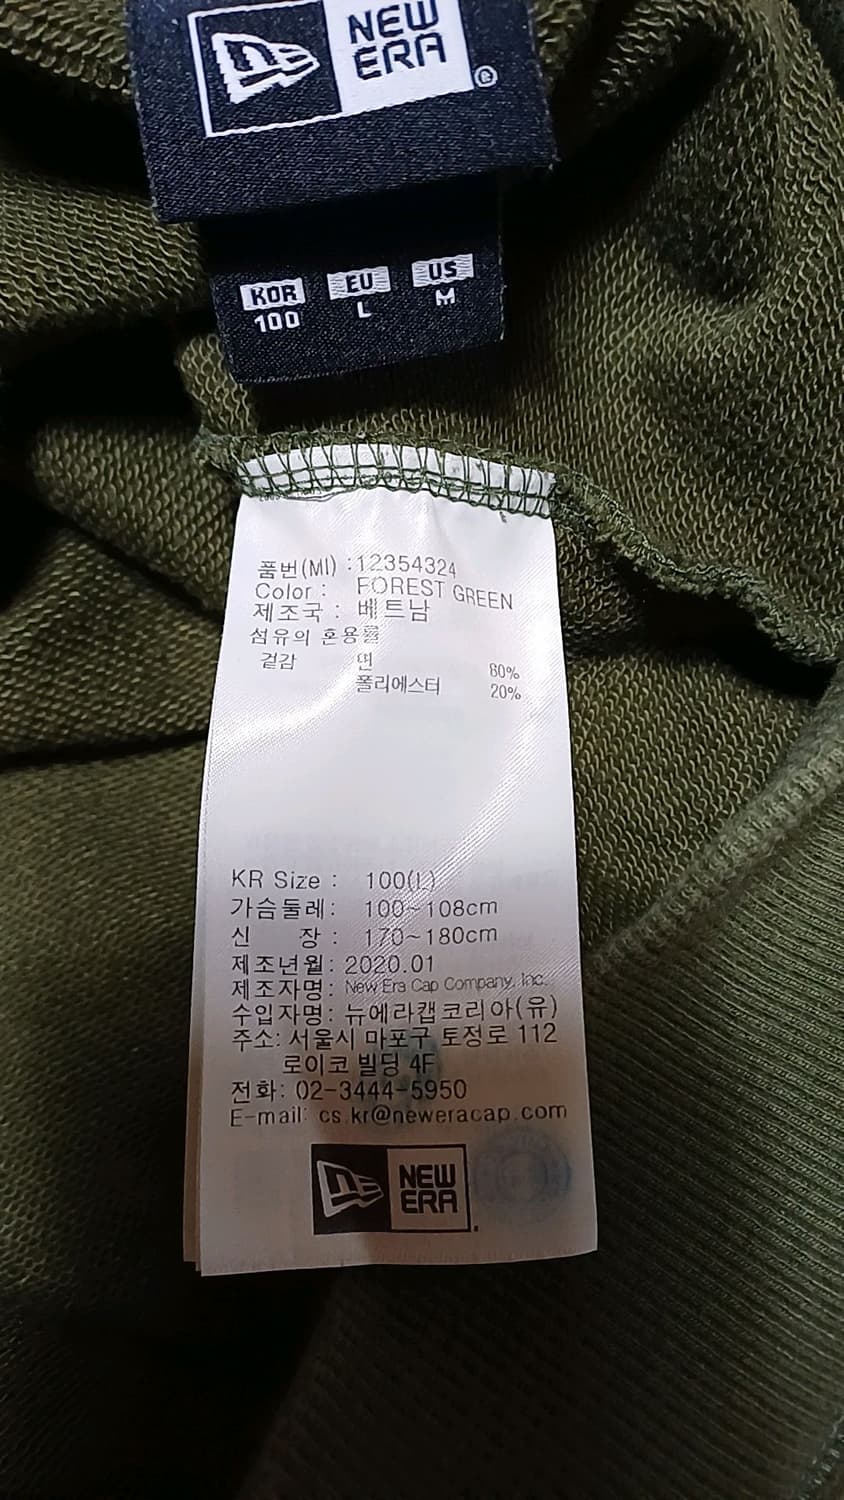 NEW
ERA
®
KOR EU US
100 L M
품번(MI) :12354324
Color : FOREST GREEN
제조국 : 베트남
섬유의 혼용률
겉감 면 80%
폴리에스터 20%
KR Size : 100(L)
가슴둘레: 100~108cm
신 장 : 170~180cm
제조년월: 2020.01
제조자명: New Era Cap Company, Inc.
수입자명: 뉴에라캡코리아(유)
주소: 서울시 마포구 토정로 112
로이코 빌딩 4F
전화: 02-3444-5950
E-mail: cs.kr@neweracap.com
NEW
ERA